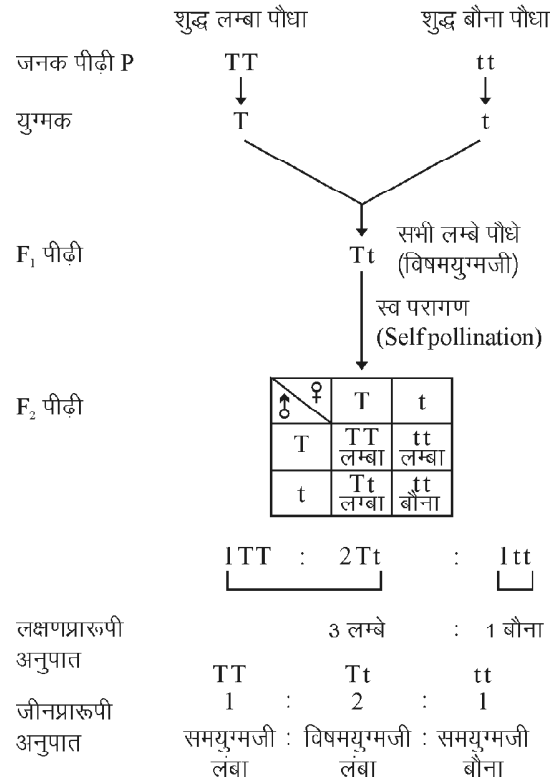 शुद्ध लम्बा पौधा शुद्ध बौना पौधा
जनक पीढ़ी P TT tt
युग्मक T t
F₁ पीढ़ी Tt सभी लम्बे पौधे
(विषमयुग्मजी)
स्व परागण
(Self pollination)
F₂ पीढ़ी ♂ ♀ T t
T TT tt
लम्बा लम्बा
t Tt tt
लम्बा बौना
1TT : 2Tt : 1tt
लक्षणप्रारूपी 3 लम्बे : 1 बौना
अनुपात
TT Tt tt
जीनप्रारूपी 1 : 2 : 1
अनुपात समयुग्मजी : विषमयुग्मजी : समयुग्मजी
लंबा लंबा बौना